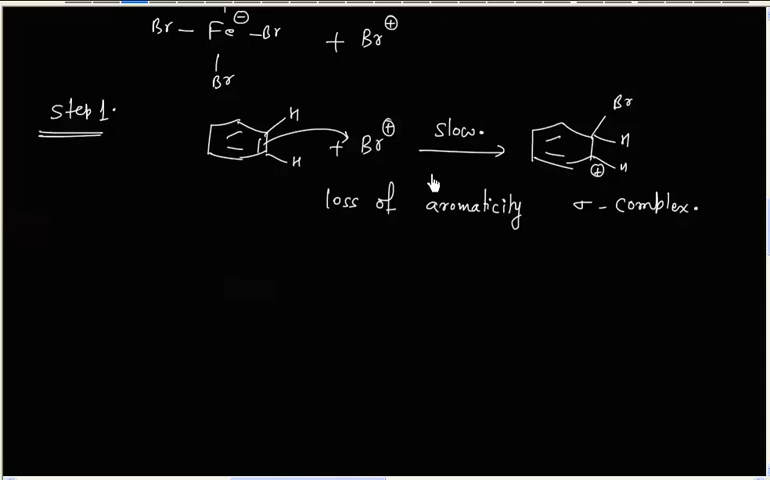 Br – Fe⊖ – Br + Br⊕
Br
Step 1.
H
H
+ Br⊕
slow.
Br
H
H
⊕
loss of aromaticity
σ - complex.